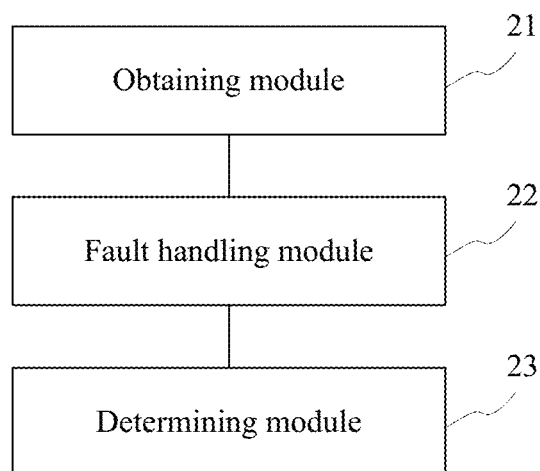 21
Obtaining module
22
Fault handling module
23
Determining module